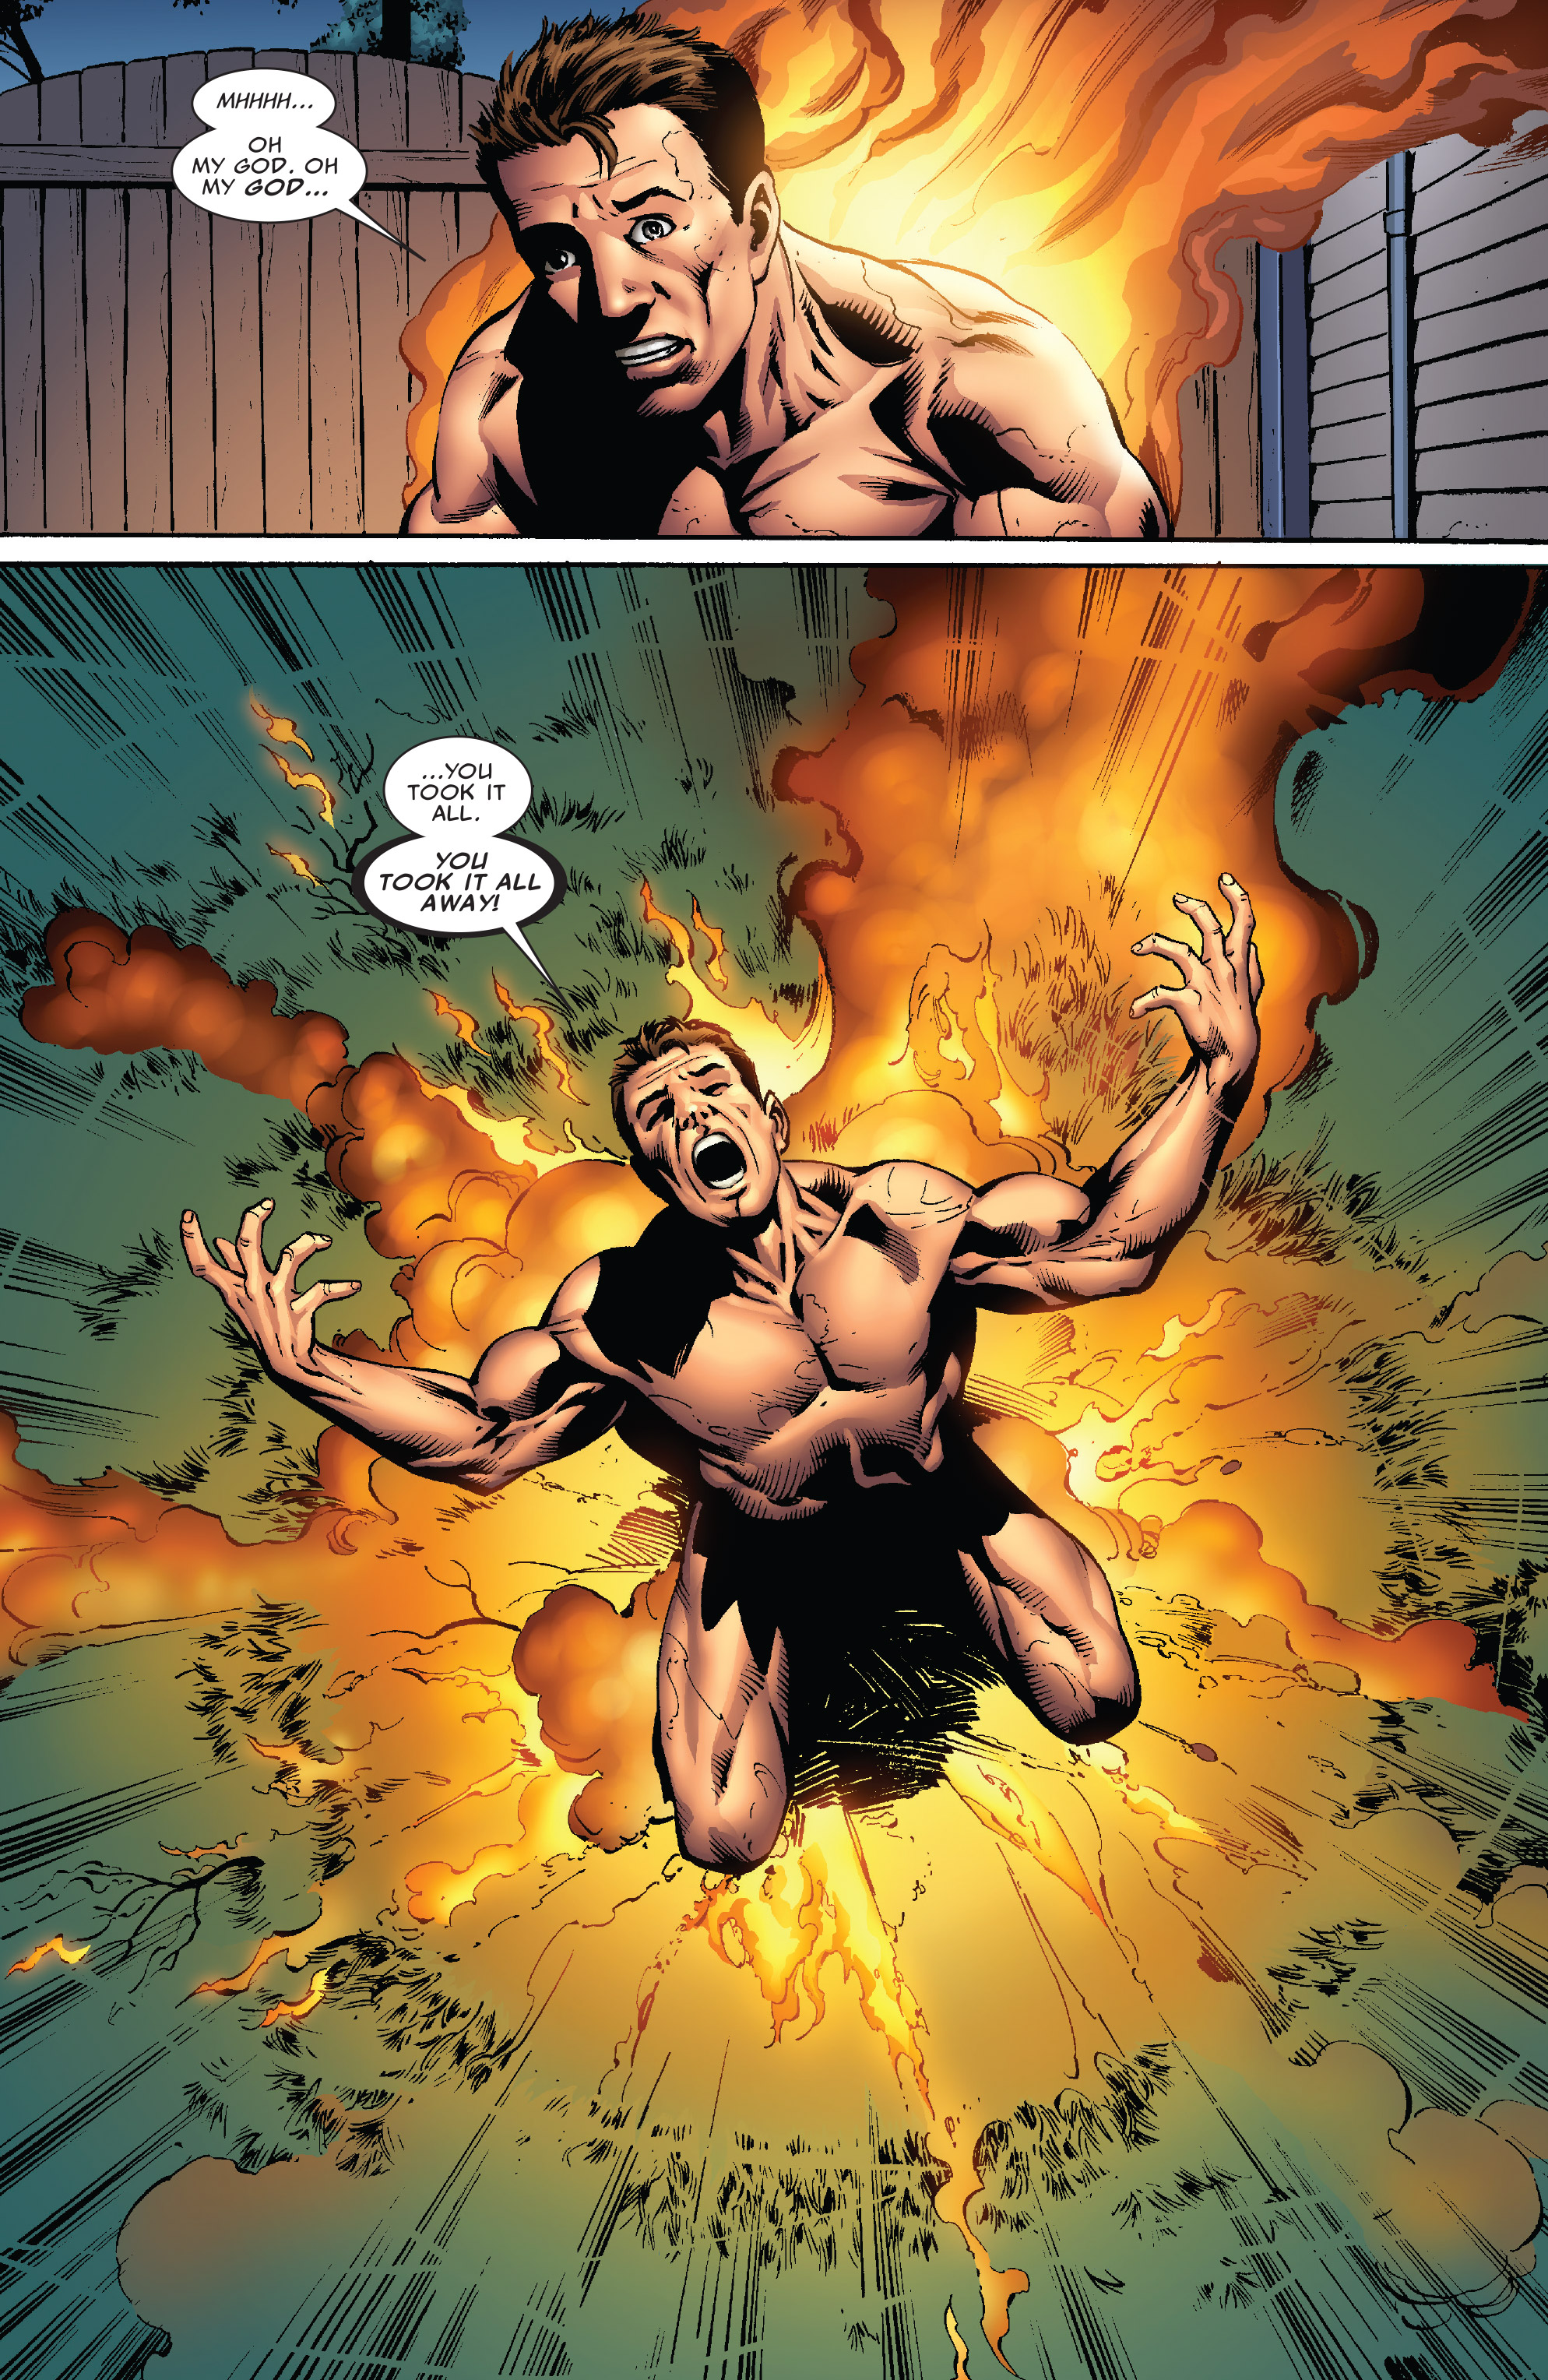 MHHHH...
OH
MY GOD. OH
MY GOD...
...YOU
TOOK IT
ALL.
YOU
TOOK IT ALL
AWAY!